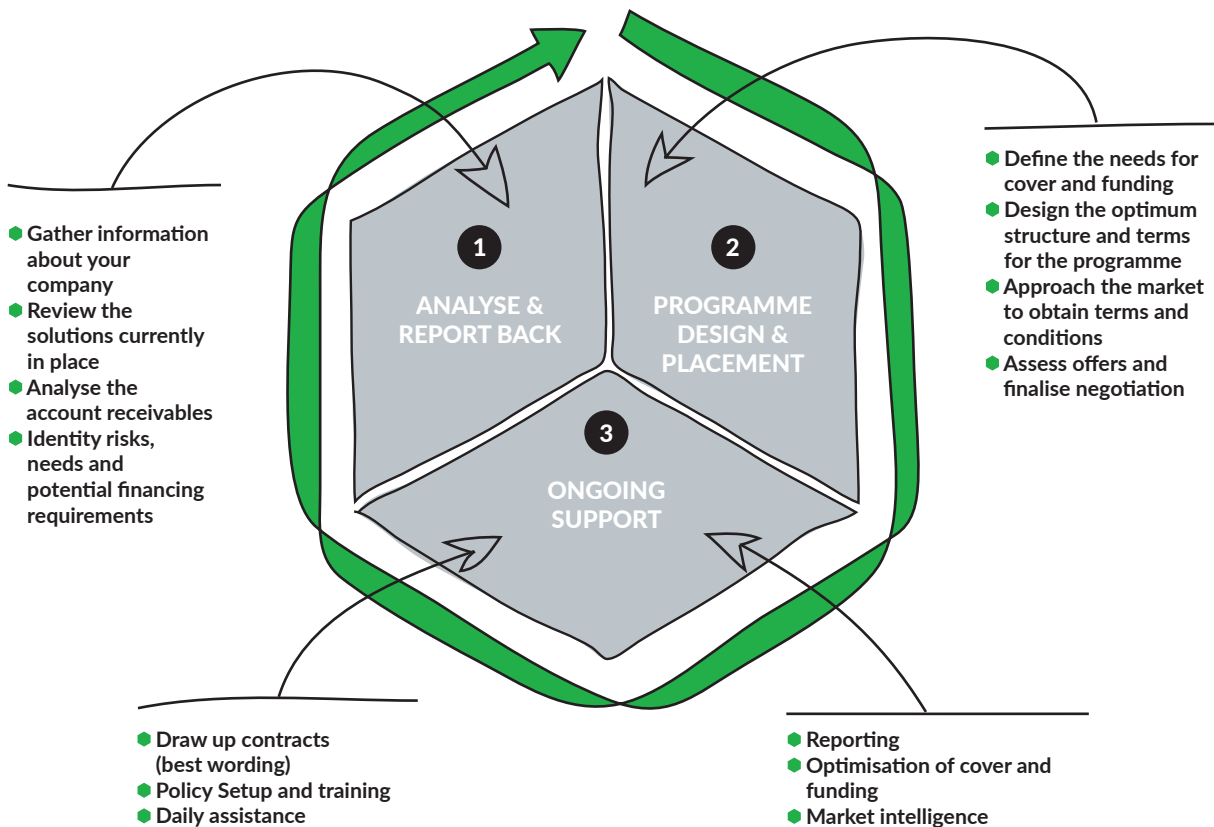 Gather information
about your
company
Review the
solutions currently
in place
Analyse the
account receivables
Identity risks,
needs and
potential financing
requirements
1
ANALYSE &
REPORT BACK
2
PROGRAMME
DESIGN &
PLACEMENT
Define the needs for
cover and funding
Design the optimum
structure and terms
for the programme
Approach the market
to obtain terms and
conditions
Assess offers and
finalise negotiation
3
ONGOING
SUPPORT
Draw up contracts
(best wording)
Policy Setup and training
Daily assistance
Reporting
Optimisation of cover and
funding
Market intelligence